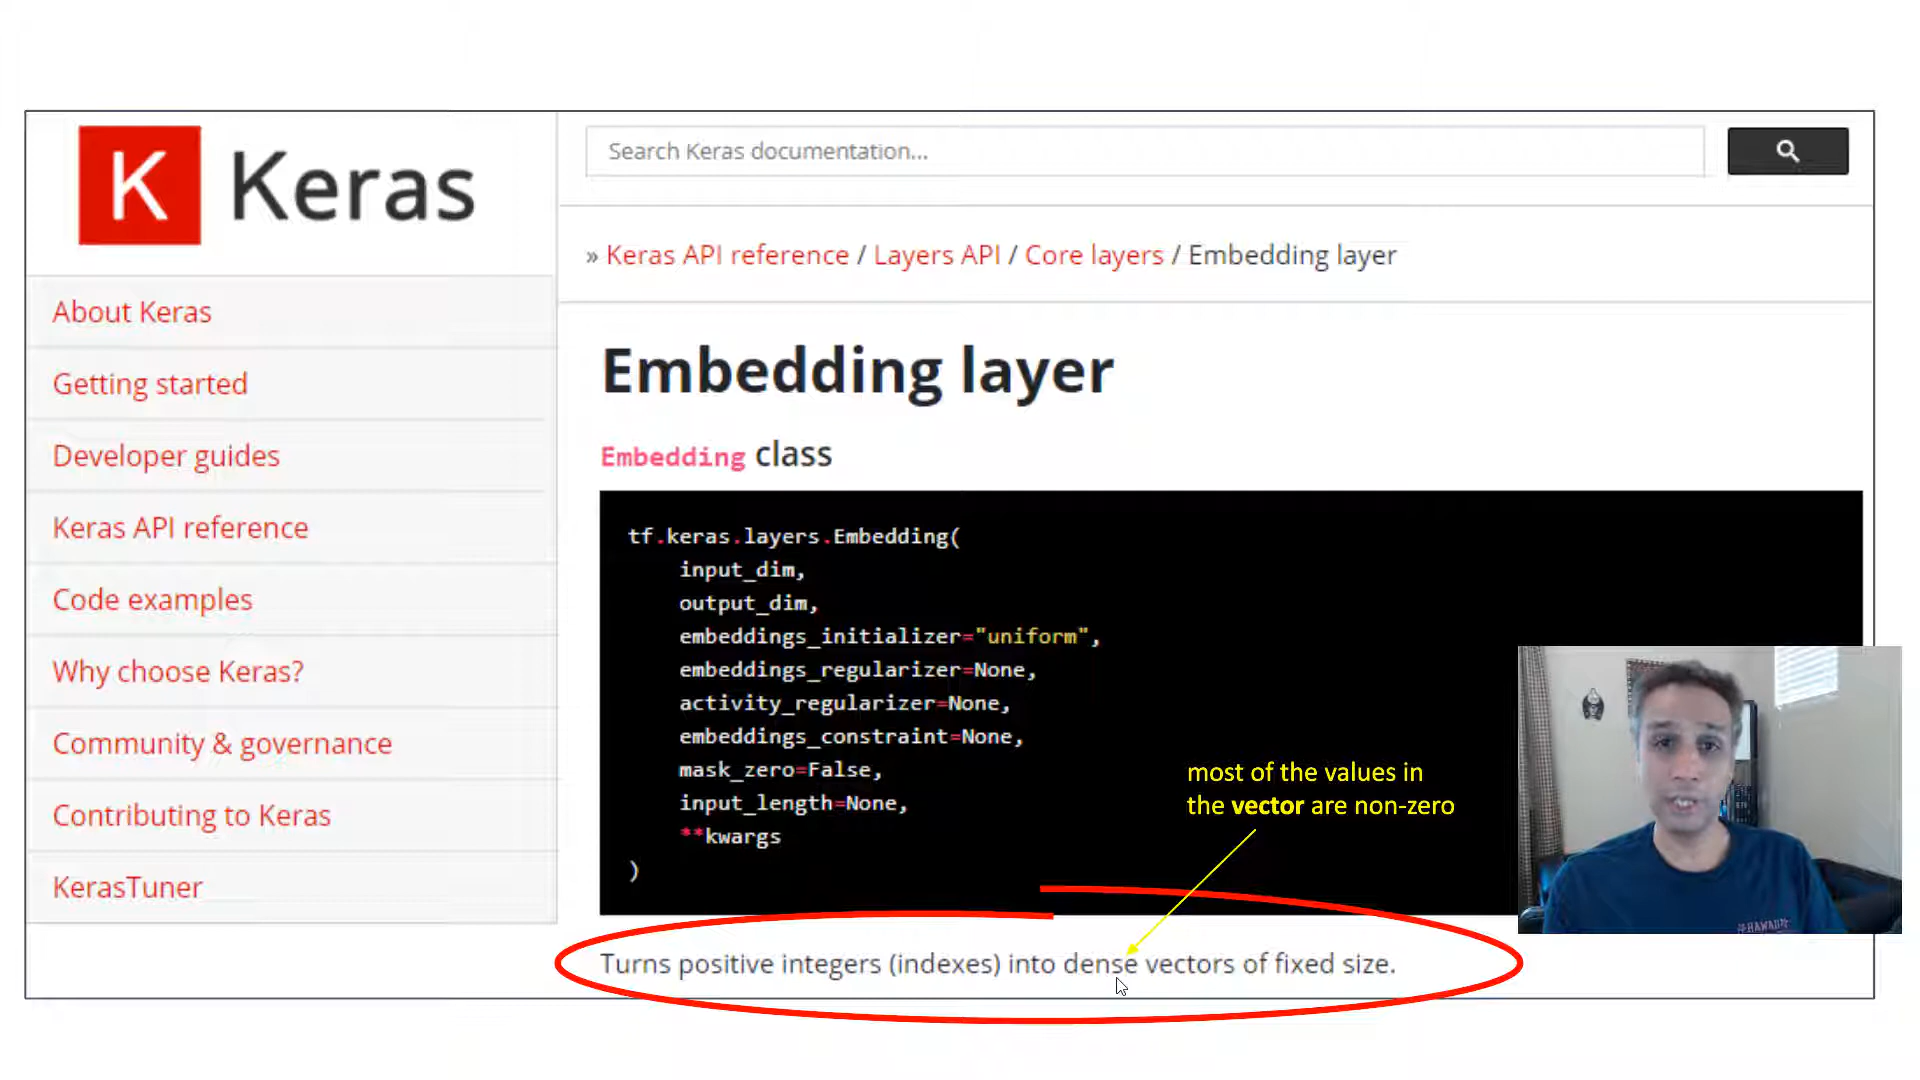 K Keras
Search Keras documentation...
» Keras API reference / Layers API / Core layers / Embedding layer
About Keras
Getting started
Developer guides
Keras API reference
Code examples
Why choose Keras?
Community & governance
Contributing to Keras
KerasTuner
Embedding layer
Embedding class
tf.keras.layers.Embedding(
input_dim,
output_dim,
embeddings_initializer="uniform",
embeddings_regularizer=None,
activity_regularizer=None,
embeddings_constraint=None,
mask_zero=False,
input_length=None,
**kwargs
)
most of the values in
the vector are non-zero
Turns positive integers (indexes) into dense vectors of fixed size.
#HAWAII